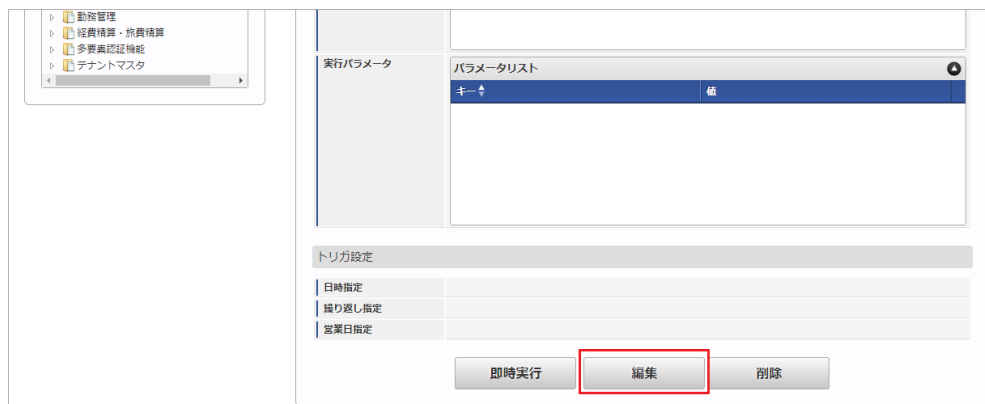 勤務管理
経費精算・旅費精算
多要素認証機能
テナントマスタ
実行パラメータ
パラメータリスト
キー 値
トリガ設定
日時指定
繰り返し指定
営業日指定
即時実行 編集 削除